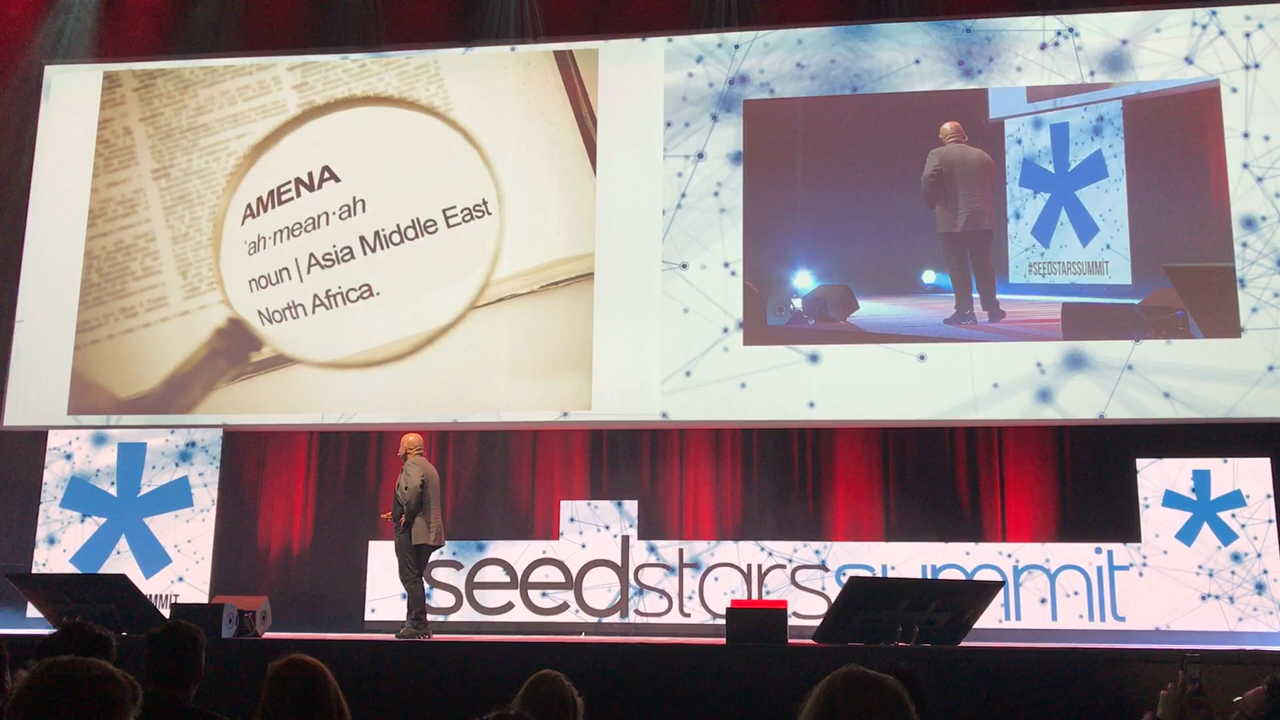 AMENA
'ah·mean·ah
noun | Asia Middle East
North Africa.
#SEEDSTARSSUMMIT
seedstarssummit